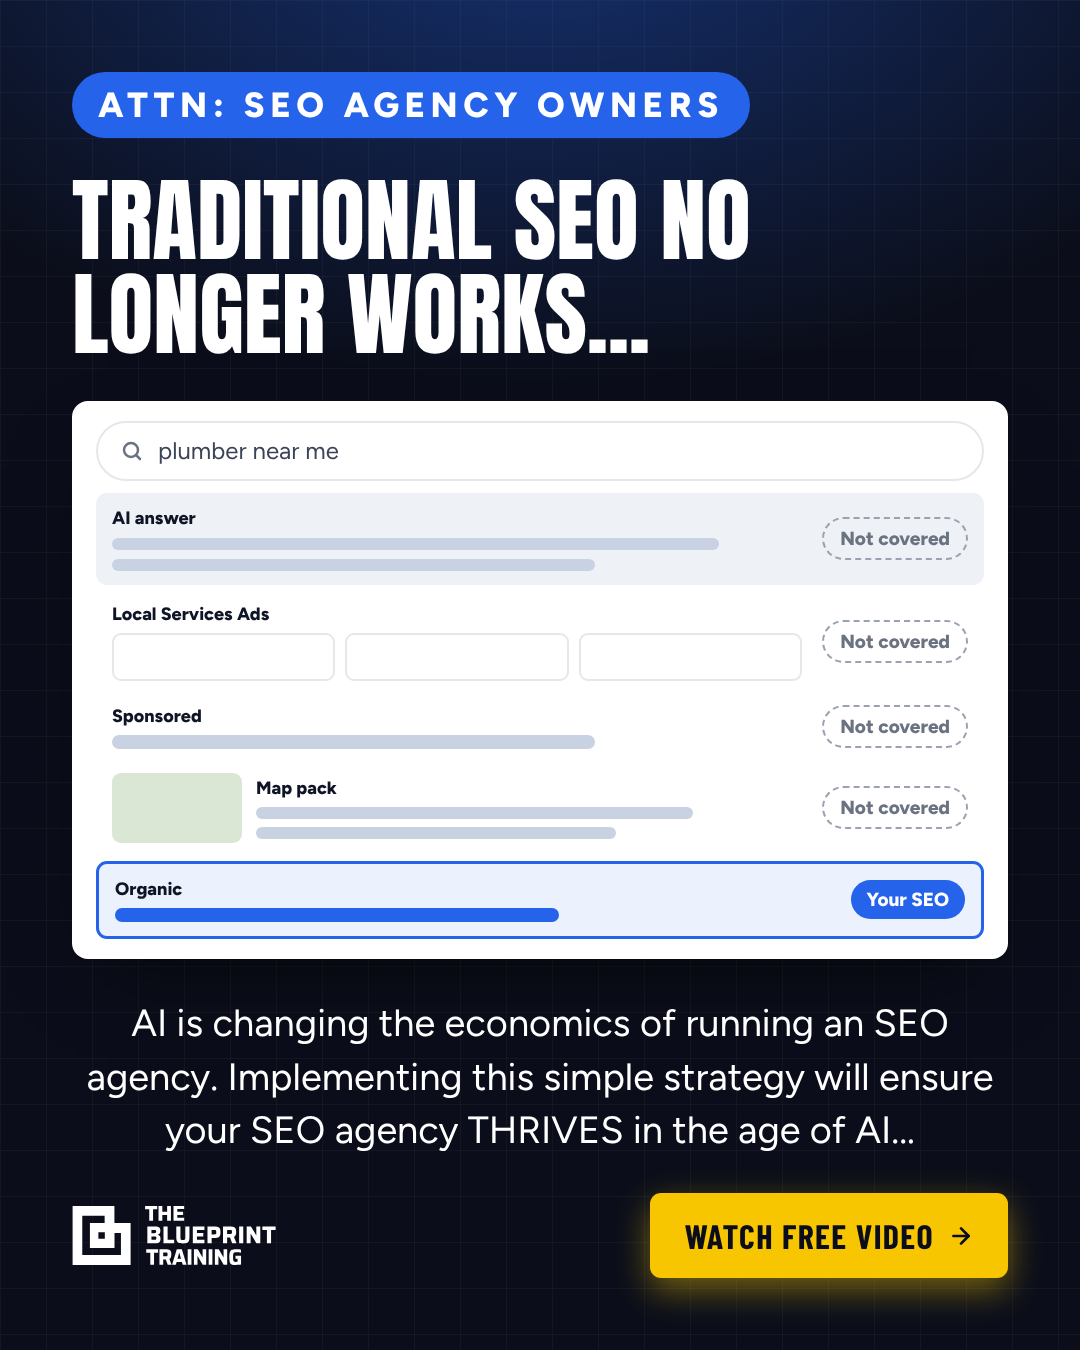 ATTN: SEO AGENCY OWNERS
TRADITIONAL SEO NO
LONGER WORKS...
plumber near me
AI answer
Not covered
Local Services Ads
Not covered
Sponsored
Not covered
Map pack
Not covered
Organic
Your SEO
AI is changing the economics of running an SEO
agency. Implementing this simple strategy will ensure
your SEO agency THRIVES in the age of AI...
THE
BLUEPRINT
TRAINING
WATCH FREE VIDEO →